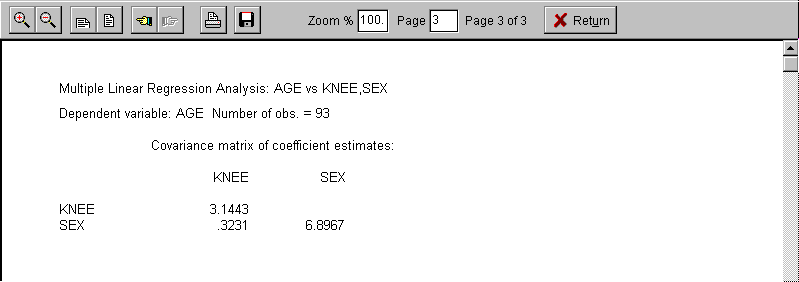 Zoom % 100. Page 3 Page 3 of 3 Return
Multiple Linear Regression Analysis: AGE vs KNEE,SEX
Dependent variable: AGE Number of obs. = 93
Covariance matrix of coefficient estimates:
KNEE SEX
KNEE 3.1443
SEX .3231 6.8967